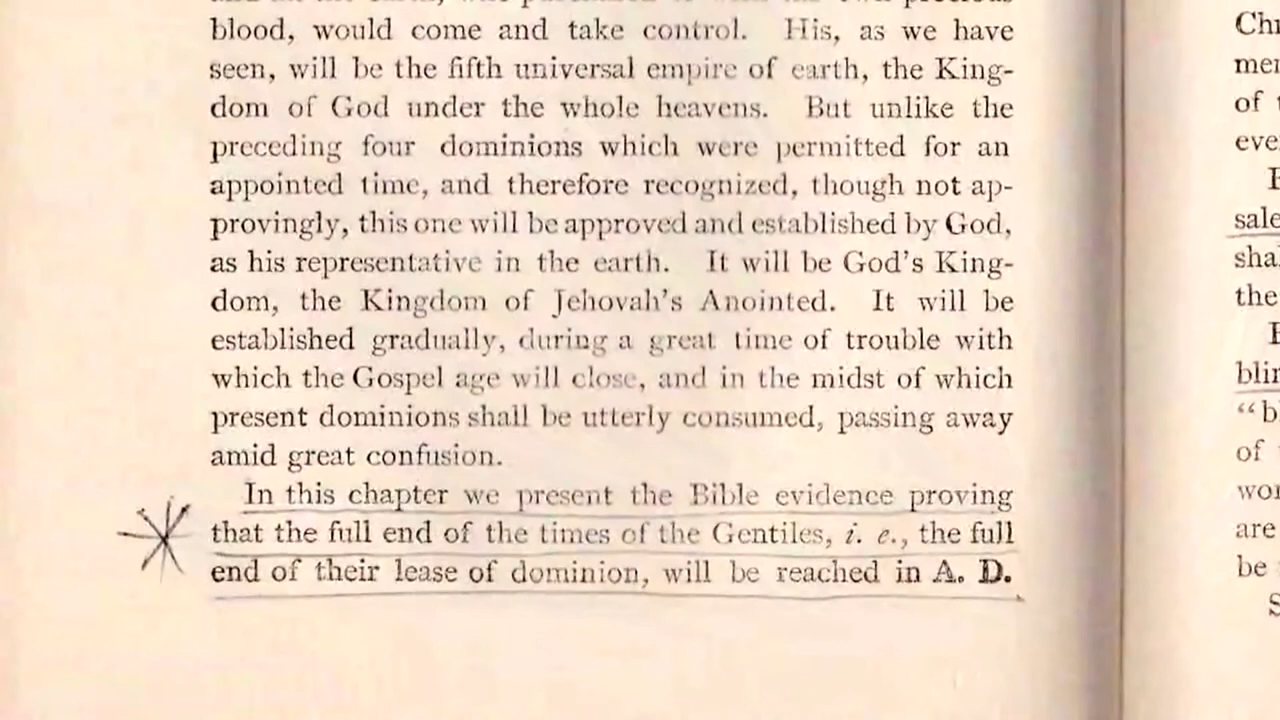 blood, would come and take control. His, as we have
seen, will be the fifth universal empire of earth, the King-
dom of God under the whole heavens. But unlike the
preceding four dominions which were permitted for an
appointed time, and therefore recognized, though not ap-
provingly, this one will be approved and established by God,
as his representative in the earth. It will be God's King-
dom, the Kingdom of Jehovah's Anointed. It will be
established gradually, during a great time of trouble with
which the Gospel age will close, and in the midst of which
present dominions shall be utterly consumed, passing away
amid great confusion.
In this chapter we present the Bible evidence proving
that the full end of the times of the Gentiles, i. e., the full
end of their lease of dominion, will be reached in A. D.
of
the
of
are
be